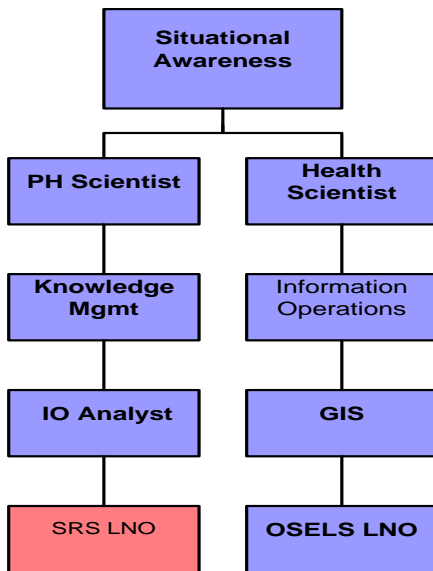 Situational
Awareness
PH Scientist
Health
Scientist
Knowledge
Mgmt
Information
Operations
IO Analyst
GIS
SRS LNO
OSELS LNO